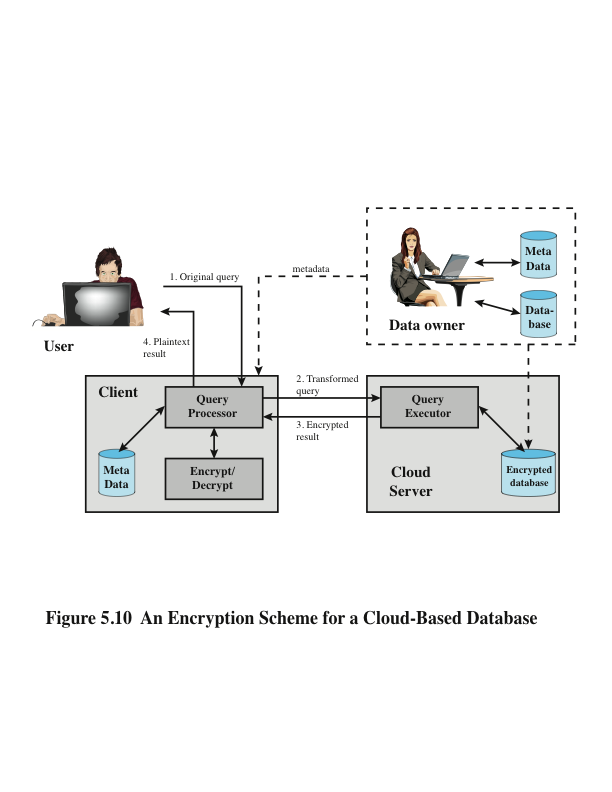 Meta
Data
metadata
1. Original query
Data-
base
Data owner
User
4. Plaintext
result
Client
Query
Processor
2. Transformed
query
Query
Executor
3. Encrypted
result
Meta
Data
Encrypt/
Decrypt
Cloud
Server
Encrypted
database
Figure 5.10 An Encryption Scheme for a Cloud-Based Database